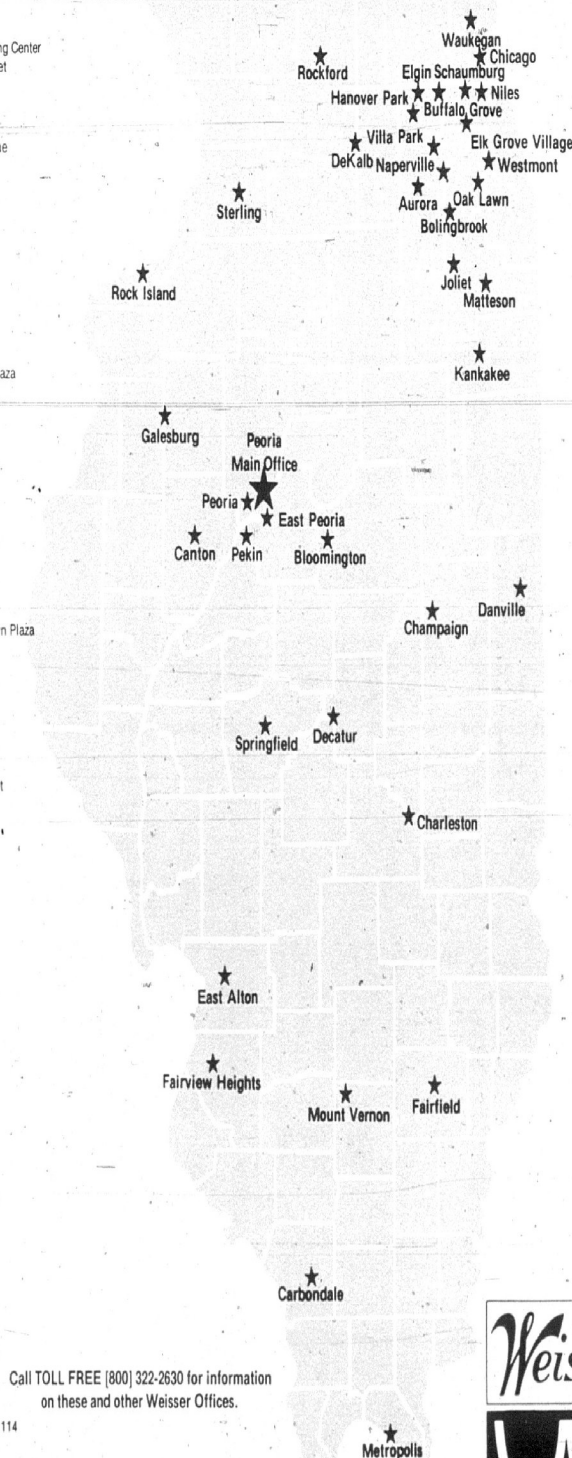 ng Center
et
Waukegan
Chicago
Rockford
Elgin Schaumburg
Hanover Park
Niles
Buffalo Grove
Villa Park
Elk Grove Village
DeKalb
Naperville
Westmont
Aurora
Oak Lawn
Sterling
Bolingbrook
Joliet
Rock Island
Matteson
aza
Kankakee
Galesburg
Peoria
Main Office
Peoria
East Peoria
Canton
Pekin
Bloomington
Danville
Champaign
n Plaza
Springfield
Decatur
t
Charleston
East Alton
Fairview Heights
Mount Vernon
Fairfield
Carbondale
Weis
Call TOLL FREE [800] 322-2630 for information
on these and other Weisser Offices.
114
Metropolis